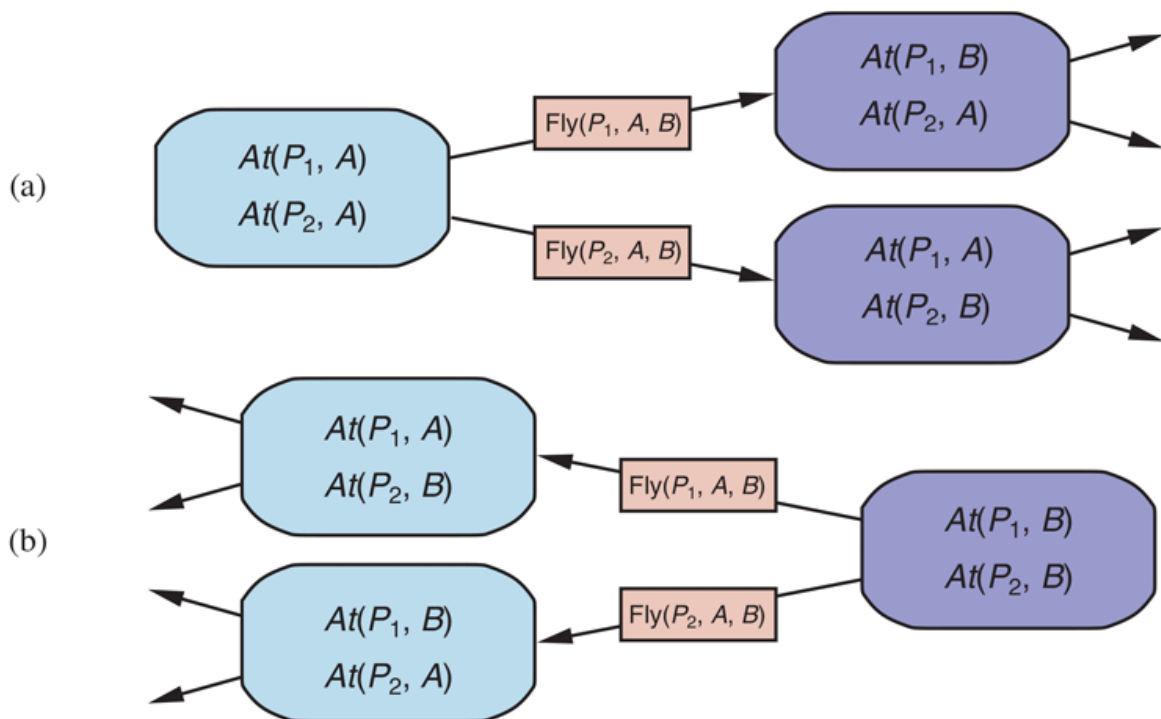 (a)
At(P₁, A)
At(P₂, A)
Fly(P₁, A, B)
Fly(P₂, A, B)
At(P₁, B)
At(P₂, A)
At(P₁, A)
At(P₂, B)
(b)
At(P₁, A)
At(P₂, B)
At(P₁, B)
At(P₂, A)
Fly(P₁, A, B)
Fly(P₂, A, B)
At(P₁, B)
At(P₂, B)